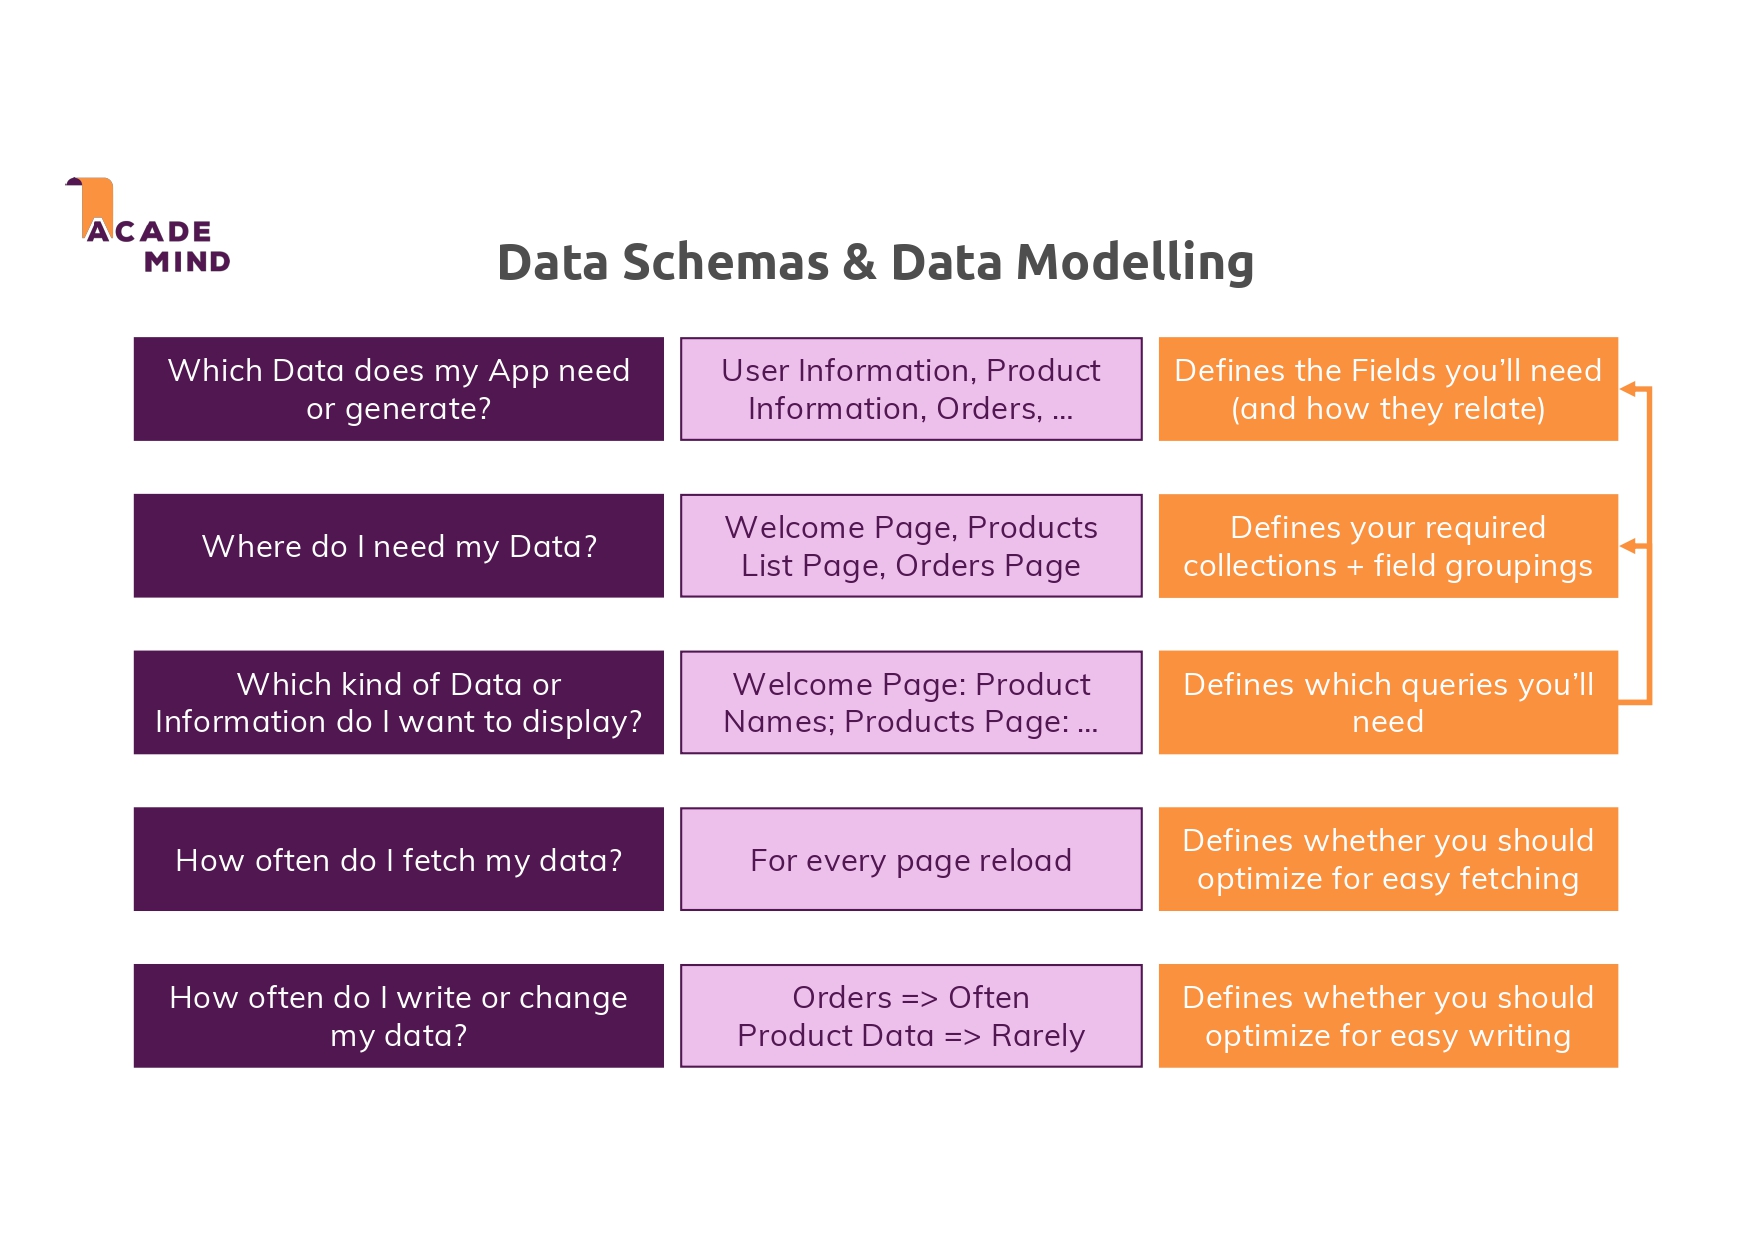 ACADE
MIND
Data Schemas & Data Modelling
Which Data does my App need
or generate?
User Information, Product
Information, Orders, ...
Defines the Fields you’ll need
(and how they relate)
Where do I need my Data?
Welcome Page, Products
List Page, Orders Page
Defines your required
collections + field groupings
Which kind of Data or
Information do I want to display?
Welcome Page: Product
Names; Products Page: ...
Defines which queries you’ll
need
How often do I fetch my data?
For every page reload
Defines whether you should
optimize for easy fetching
How often do I write or change
my data?
Orders => Often
Product Data => Rarely
Defines whether you should
optimize for easy writing